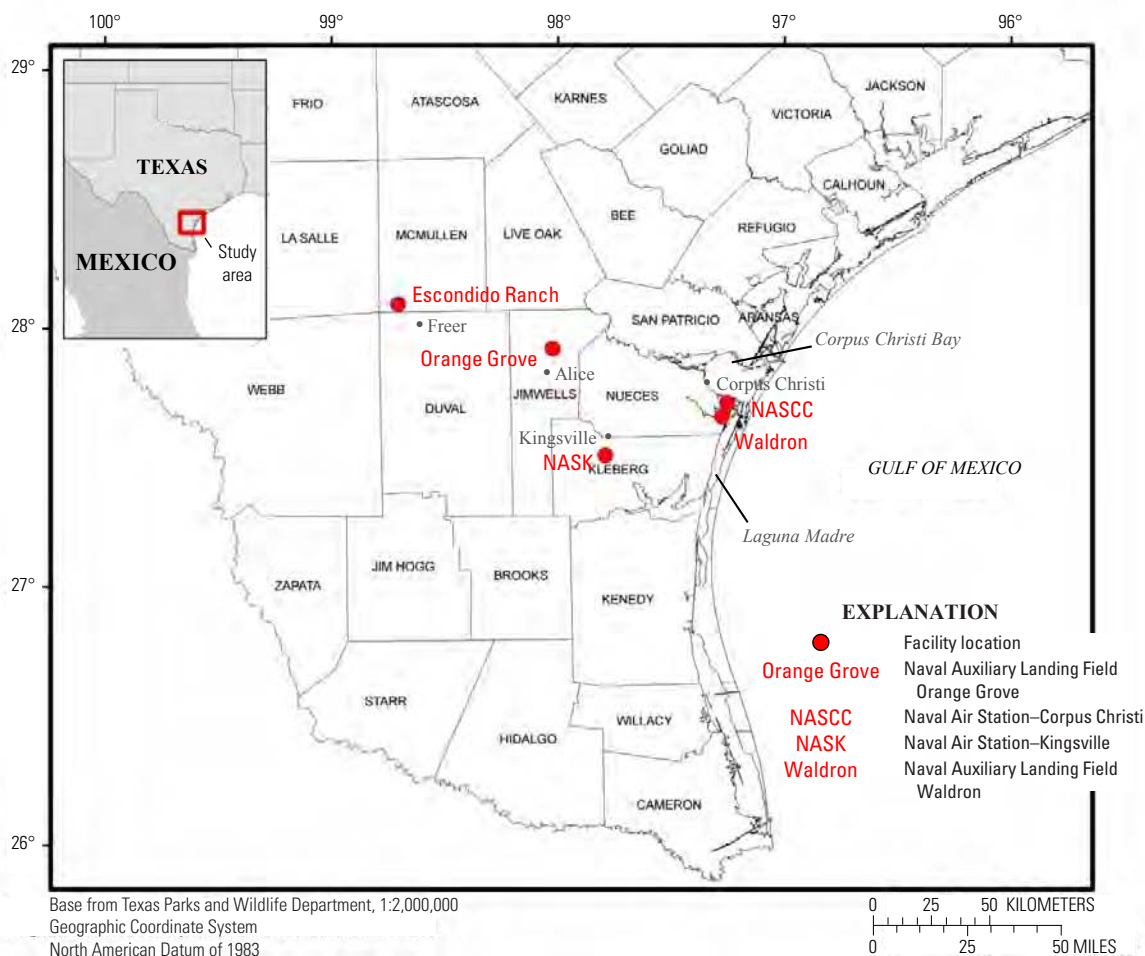 100° 99° 98° 97° 96°
29°
28°
27°
26°
TEXAS
MEXICO
Study
area
FRIO
ATASCOSA
KARNES
JACKSON
VICTORIA
GOLIAD
CALHOUN
BEE
REFUGIO
LA SALLE
MCMULLEN
LIVE OAK
Escondido Ranch
Freer
SAN PATRICIO
ARANSAS
Corpus Christi Bay
Orange Grove
Alice
Corpus Christi
WEBB
DUVAL
JIMWELLS
NUECES
NASCC
Waldron
Kingsville
NASK
KLEBERG
GULF OF MEXICO
Laguna Madre
ZAPATA
JIM HOGG
BROOKS
KENEDY
STARR
HIDALGO
WILLACY
CAMERON
EXPLANATION
Facility location
Orange Grove Naval Auxiliary Landing Field
Orange Grove
NASCC Naval Air Station–Corpus Christi
NASK Naval Air Station–Kingsville
Waldron Naval Auxiliary Landing Field
Waldron
Base from Texas Parks and Wildlife Department, 1:2,000,000
Geographic Coordinate System
North American Datum of 1983
0 25 50 KILOMETERS
0 25 50 MILES